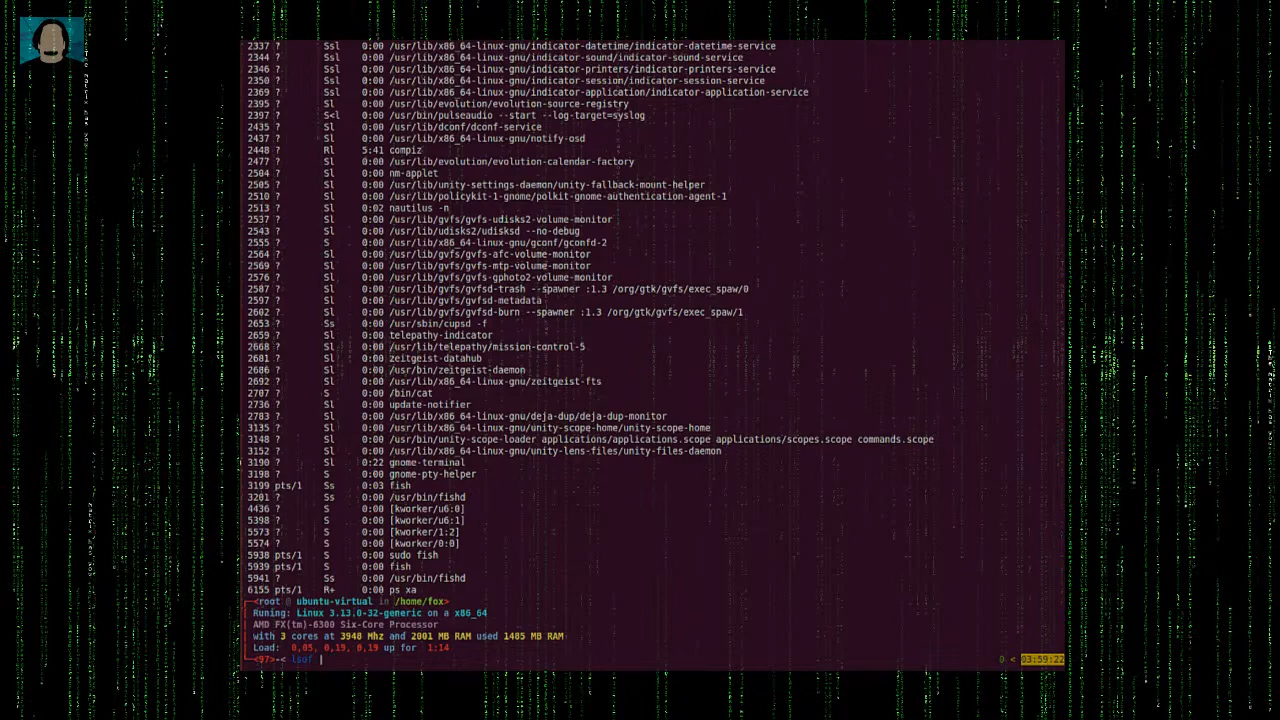 2337 ?        Ssl    0:00 /usr/lib/x86_64-linux-gnu/indicator-datetime/indicator-datetime-service
2344 ?        Ssl    0:00 /usr/lib/x86_64-linux-gnu/indicator-sound/indicator-sound-service
2346 ?        Ssl    0:00 /usr/lib/x86_64-linux-gnu/indicator-printers/indicator-printers-service
2350 ?        Ssl    0:00 /usr/lib/x86_64-linux-gnu/indicator-session/indicator-session-service
2369 ?        Ssl    0:00 /usr/lib/x86_64-linux-gnu/indicator-application/indicator-application-service
2395 ?        Sl     0:00 /usr/lib/evolution/evolution-source-registry
2397 ?        S<l    0:00 /usr/bin/pulseaudio --start --log-target=syslog
2435 ?        Sl     0:00 /usr/lib/dconf/dconf-service
2437 ?        Sl     0:00 /usr/lib/x86_64-linux-gnu/notify-osd
2448 ?        Rl     5:41 compiz
2477 ?        Sl     0:00 /usr/lib/evolution/evolution-calendar-factory
2504 ?        Sl     0:00 nm-applet
2505 ?        Sl     0:00 /usr/lib/unity-settings-daemon/unity-fallback-mount-helper
2510 ?        Sl     0:00 /usr/lib/policykit-1-gnome/polkit-gnome-authentication-agent-1
2513 ?        Sl     0:02 nautilus -n
2537 ?        Sl     0:00 /usr/lib/gvfs/gvfs-udisks2-volume-monitor
2543 ?        Sl     0:00 /usr/lib/udisks2/udisksd --no-debug
2555 ?        S      0:00 /usr/lib/x86_64-linux-gnu/gconf/gconfd-2
2564 ?        Sl     0:00 /usr/lib/gvfs/gvfs-afc-volume-monitor
2569 ?        Sl     0:00 /usr/lib/gvfs/gvfs-mtp-volume-monitor
2576 ?        Sl     0:00 /usr/lib/gvfs/gvfs-gphoto2-volume-monitor
2587 ?        Sl     0:00 /usr/lib/gvfs/gvfsd-trash --spawner :1.3 /org/gtk/gvfs/exec_spaw/0
2597 ?        Sl     0:00 /usr/lib/gvfs/gvfsd-metadata
2602 ?        Sl     0:00 /usr/lib/gvfs/gvfsd-burn --spawner :1.3 /org/gtk/gvfs/exec_spaw/1
2653 ?        Ss     0:00 /usr/sbin/cupsd -f
2659 ?        Sl     0:00 telepathy-indicator
2668 ?        Sl     0:00 /usr/lib/telepathy/mission-control-5
2681 ?        Sl     0:00 zeitgeist-datahub
2686 ?        Sl     0:00 /usr/bin/zeitgeist-daemon
2692 ?        Sl     0:00 /usr/lib/x86_64-linux-gnu/zeitgeist-fts
2707 ?        S      0:00 /bin/cat
2736 ?        Sl     0:00 update-notifier
2783 ?        Sl     0:00 /usr/lib/x86_64-linux-gnu/deja-dup/deja-dup-monitor
3135 ?        Sl     0:00 /usr/lib/x86_64-linux-gnu/unity-scope-home/unity-scope-home
3148 ?        Sl     0:00 /usr/bin/unity-scope-loader applications/applications.scope applications/scopes.scope commands.scope
3152 ?        Sl     0:00 /usr/lib/x86_64-linux-gnu/unity-lens-files/unity-files-daemon
3190 ?        Sl     0:22 gnome-terminal
3198 ?        S      0:00 gnome-pty-helper
3199 pts/1    Ss     0:03 fish
3201 ?        Ss     0:00 /usr/bin/fishd
4436 ?        S      0:00 [kworker/u6:0]
5398 ?        S      0:00 [kworker/u6:1]
5573 ?        S      0:00 [kworker/1:2]
5574 ?        S      0:00 [kworker/0:0]
5938 pts/1    S      0:00 sudo fish
5939 pts/1    S      0:00 fish
5941 ?        Ss     0:00 /usr/bin/fishd
6155 pts/1    R+     0:00 ps xa
<root @ ubuntu-virtual in /home/fox>
Runing: Linux 3.13.0-32-generic on a x86_64
AMD FX(tm)-6300 Six-Core Processor
with 3 cores at 3948 Mhz and 2001 MB RAM used 1485 MB RAM
Load: 0,05, 0,19, 0,19 up for 1:14
<97>-< lsof | 0 < 03:59:22